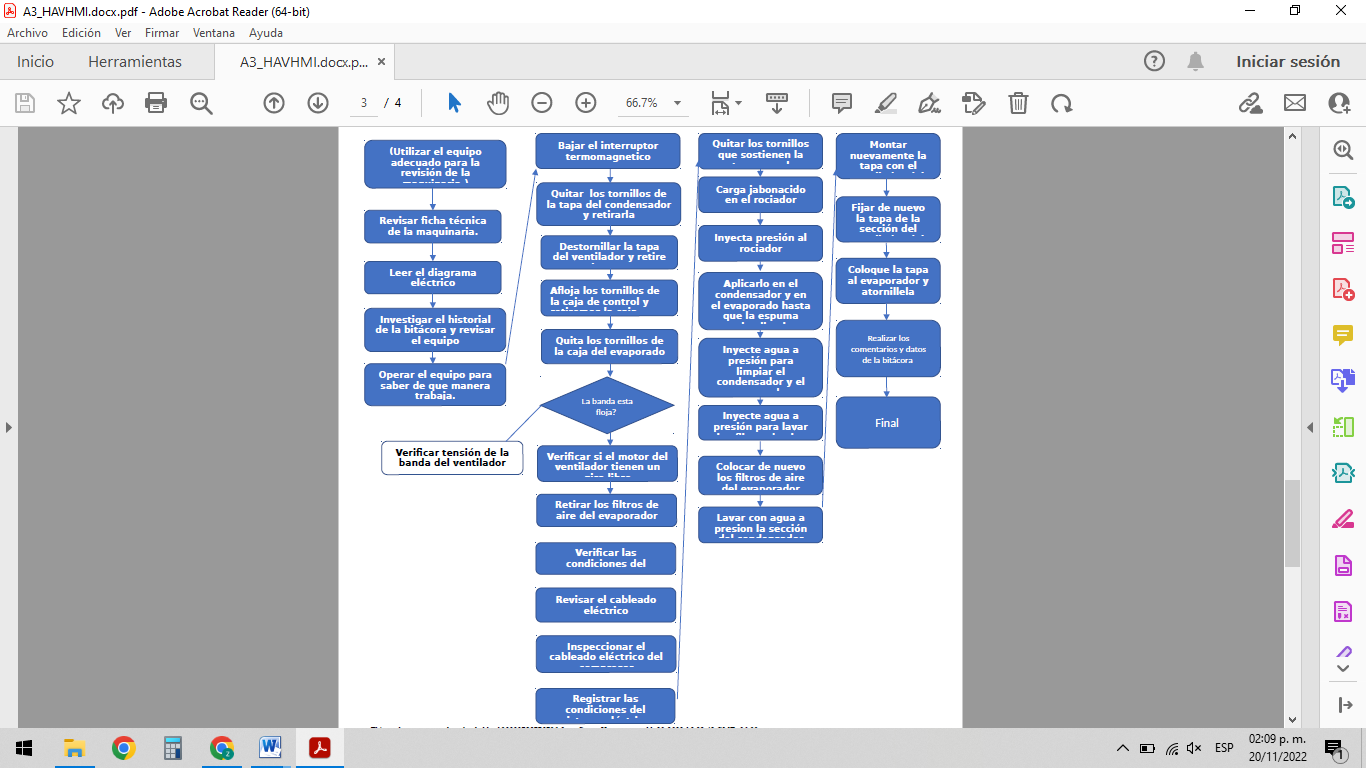 A3_HAVHMI.docx.pdf - Adobe Acrobat Reader (64-bit)
Archivo Edición Ver Firmar Ventana Ayuda
Inicio Herramientas A3_HAVHMI.docx.p... ×
Iniciar sesión
3 / 4 66.7%
(Utilizar el equipo
adecuado para la
revisión de la
maquinaria.)
Revisar ficha técnica
de la maquinaria.
Leer el diagrama
eléctrico
Investigar el historial
de la bitácora y revisar
el equipo
Operar el equipo para
saber de que manera
trabaja.
Bajar el interruptor
termomagnetico
Quitar los tornillos de
la tapa del condensador
y retirarla
Destornillar la tapa
del ventilador y retire
Afloja los tornillos de
la caja de control y
retiremos la caja
Quita los tornillos de
la caja del evaporado
La banda esta
floja?
Verificar tensión de la
banda del ventilador
Verificar si el motor del
ventilador tienen un
giro libre
Retirar los filtros de
aire del evaporador
Verificar las
condiciones del
Revisar el cableado
eléctrico
Inspeccionar el
cableado eléctrico del
Registrar las
condiciones del
Quitar los tornillos
que sostienen la
Carga jabonacido
en el rociador
Inyecta presión al
rociador
Aplicarlo en el
condensador y en
el evaporado hasta
que la espuma
Inyecte agua a
presión para
limpiar el
condensador y el
Inyecte agua a
presión para lavar
Colocar de nuevo
los filtros de aire
del evaporador
Lavar con agua a
presion la sección
del condensador
Montar
nuevamente la
tapa con el
Fijar de nuevo
la tapa de la
sección del
Coloque la tapa
al evaporador y
atornillela
Realizar los
comentarios y datos
de la bitácora
Final
ESP
02:09 p. m.
20/11/2022
1